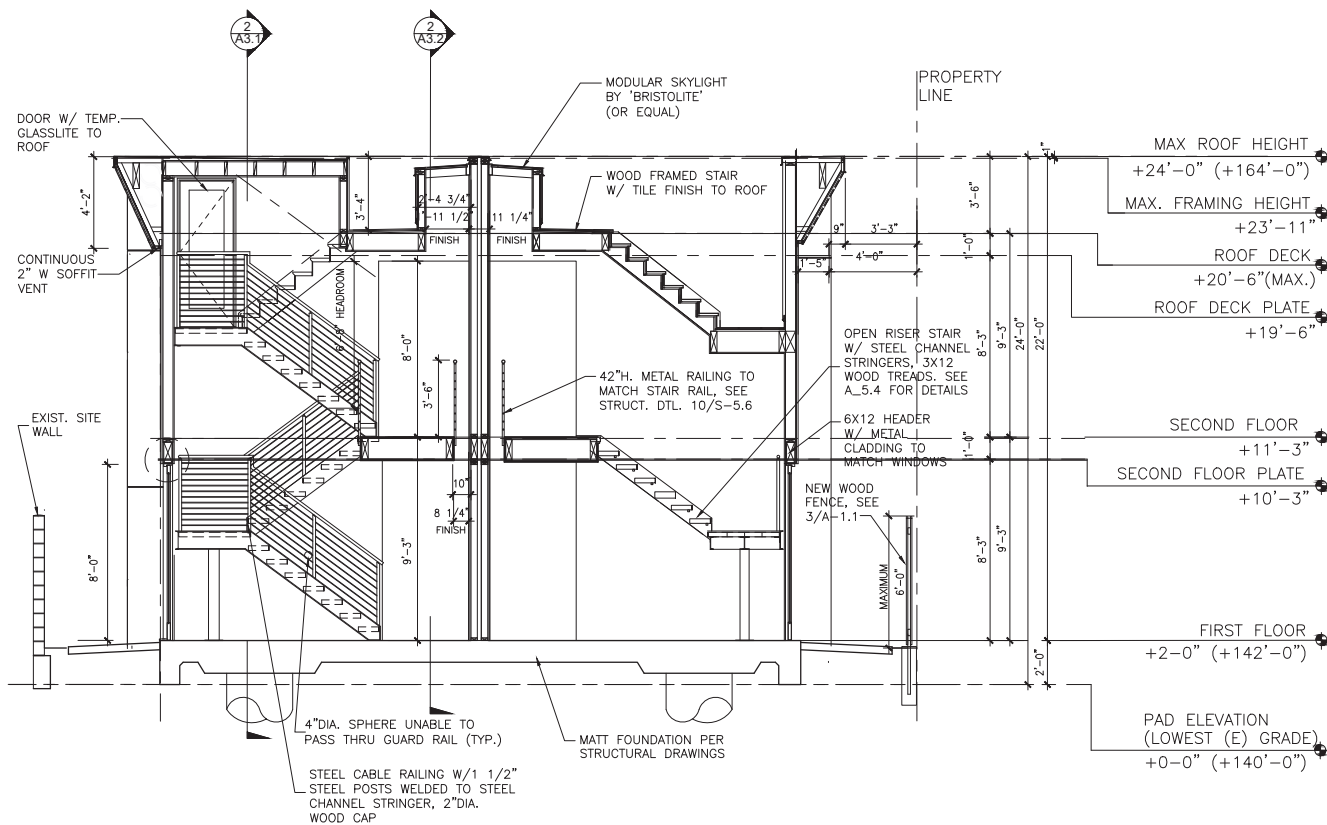 2
A3.1
2
A3.2
PROPERTY
LINE
MODULAR SKYLIGHT
BY 'BRISTOLITE'
(OR EQUAL)
DOOR W/ TEMP.
GLASSLITE TO
ROOF
WOOD FRAMED STAIR
W/ TILE FINISH TO ROOF
MAX ROOF HEIGHT
+24'-0" (+164'-0")
MAX. FRAMING HEIGHT
+23'-11"
ROOF DECK
+20'-6"(MAX.)
ROOF DECK PLATE
+19'-6"
SECOND FLOOR
+11'-3"
SECOND FLOOR PLATE
+10'-3"
FIRST FLOOR
+2-0" (+142'-0")
PAD ELEVATION
(LOWEST (E) GRADE)
+0-0" (+140'-0")
1"
4'-2"
3'-4"
2'-4 3/4"
-11 1/2"
11 1/4"
FINISH
FINISH
9"
3'-3"
1'-5"
4'-0"
3'-6"
1'-0"
CONTINUOUS
2" W SOFFIT
VENT
6'-8" HEADROOM
8'-0"
3'-6"
8'-3"
9'-3"
24'-0"
22'-0"
OPEN RISER STAIR
W/ STEEL CHANNEL
STRINGERS, 3X12
WOOD TREADS. SEE
A_5.4 FOR DETAILS
42"H. METAL RAILING TO
MATCH STAIR RAIL, SEE
STRUCT. DTL. 10/S-5.6
6X12 HEADER
W/ METAL
CLADDING TO
MATCH WINDOWS
1'-0"
EXIST. SITE
WALL
NEW WOOD
FENCE, SEE
3/A-1.1
10"
8 1/4"
FINISH
8'-0"
9'-3"
MAXIMUM
6'-0"
8'-3"
9'-3"
2'-0"
4"DIA. SPHERE UNABLE TO
PASS THRU GUARD RAIL (TYP.)
MATT FOUNDATION PER
STRUCTURAL DRAWINGS
STEEL CABLE RAILING W/1 1/2"
STEEL POSTS WELDED TO STEEL
CHANNEL STRINGER, 2"DIA.
WOOD CAP